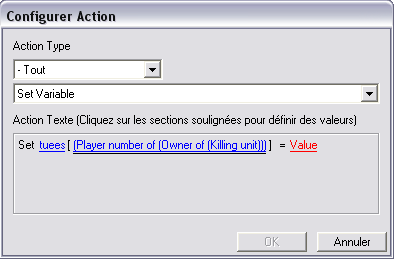 Configurer Action
Action Type
- Tout
Set Variable
Action Texte (Cliquez sur les sections soulignées pour définir des valeurs)
Set tuees[ (Player number of (Owner of (Killing unit))) ] = Value
OK
Annuler